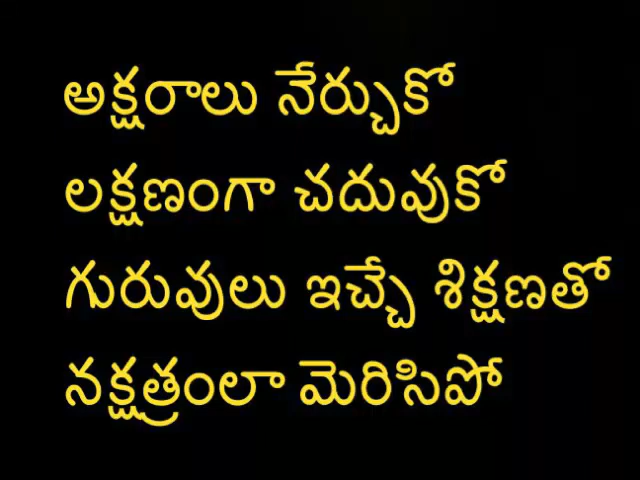 అక్షరాలు నేర్చుకో
లక్షణంగా చదువుకో
గురువులు ఇచ్చే శిక్షణతో
నక్షత్రంలా మెరిసిపో